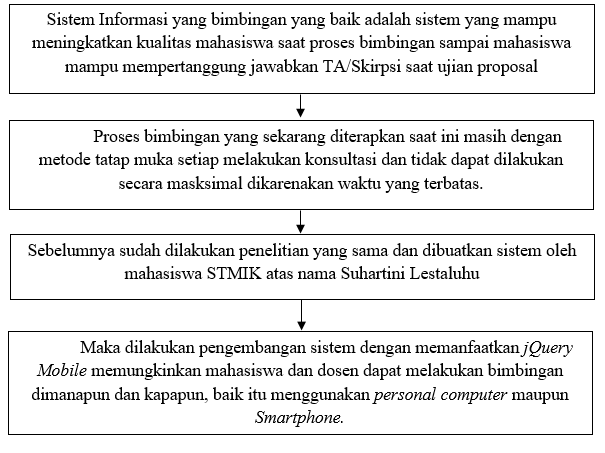 Sistem Informasi yang bimbingan yang baik adalah sistem yang mampu
meningkatkan kualitas mahasiswa saat proses bimbingan sampai mahasiswa
mampu mempertanggung jawabkan TA/Skirpsi saat ujian proposal
Proses bimbingan yang sekarang diterapkan saat ini masih dengan
metode tatap muka setiap melakukan konsultasi dan tidak dapat dilakukan
secara masksimal dikarenakan waktu yang terbatas.
Sebelumnya sudah dilakukan penelitian yang sama dan dibuatkan sistem oleh
mahasiswa STMIK atas nama Suhartini Lestaluhu
Maka dilakukan pengembangan sistem dengan memanfaatkan jQuery
Mobile memungkinkan mahasiswa dan dosen dapat melakukan bimbingan
dimanapun dan kapapun, baik itu menggunakan personal computer maupun
Smartphone.